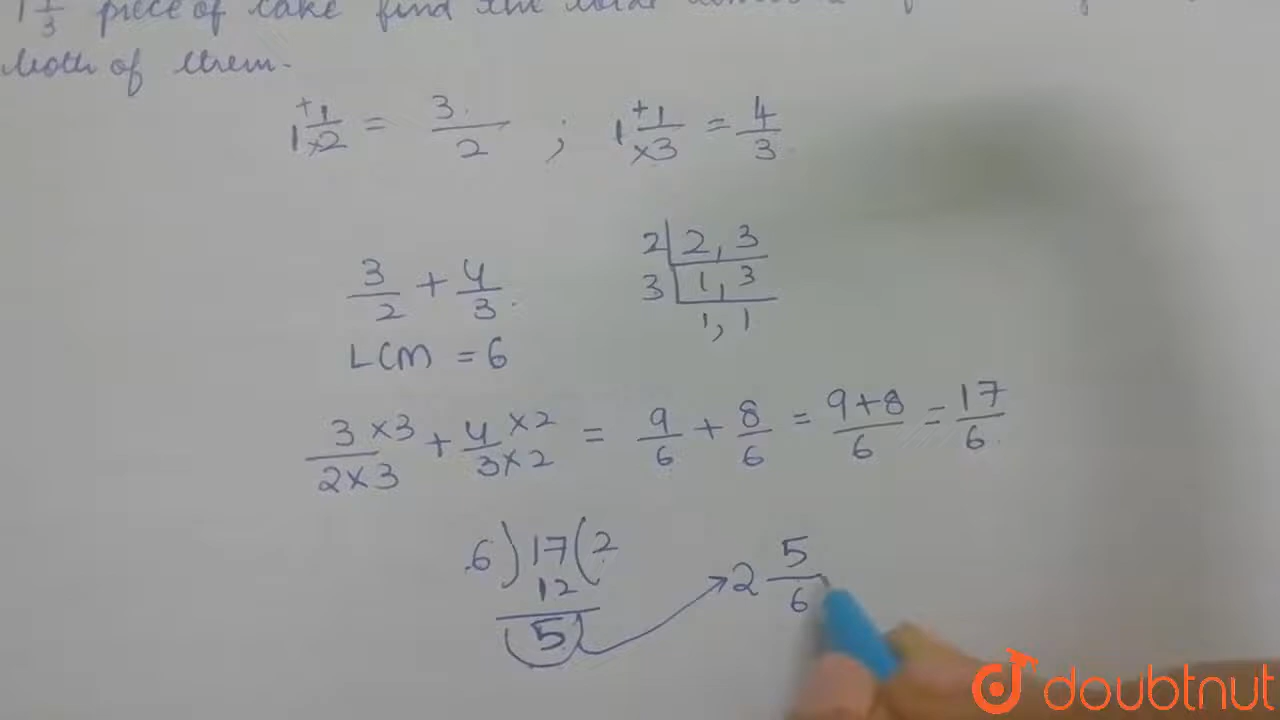 1 1/3 piece of cake find the total
both of them.
1 + 1/×2 = 3/2 ; 1 + 1/×3 = 4/3
2 | 2, 3
3 | 1, 3
1, 1
3/2 + 4/3
LCM = 6
3×3/2×3 + 4×2/3×2 = 9/6 + 8/6 = 9+8/6 = 17/6
6 ) 17 ( 2
12
5 → 2 5/6
doubtnut